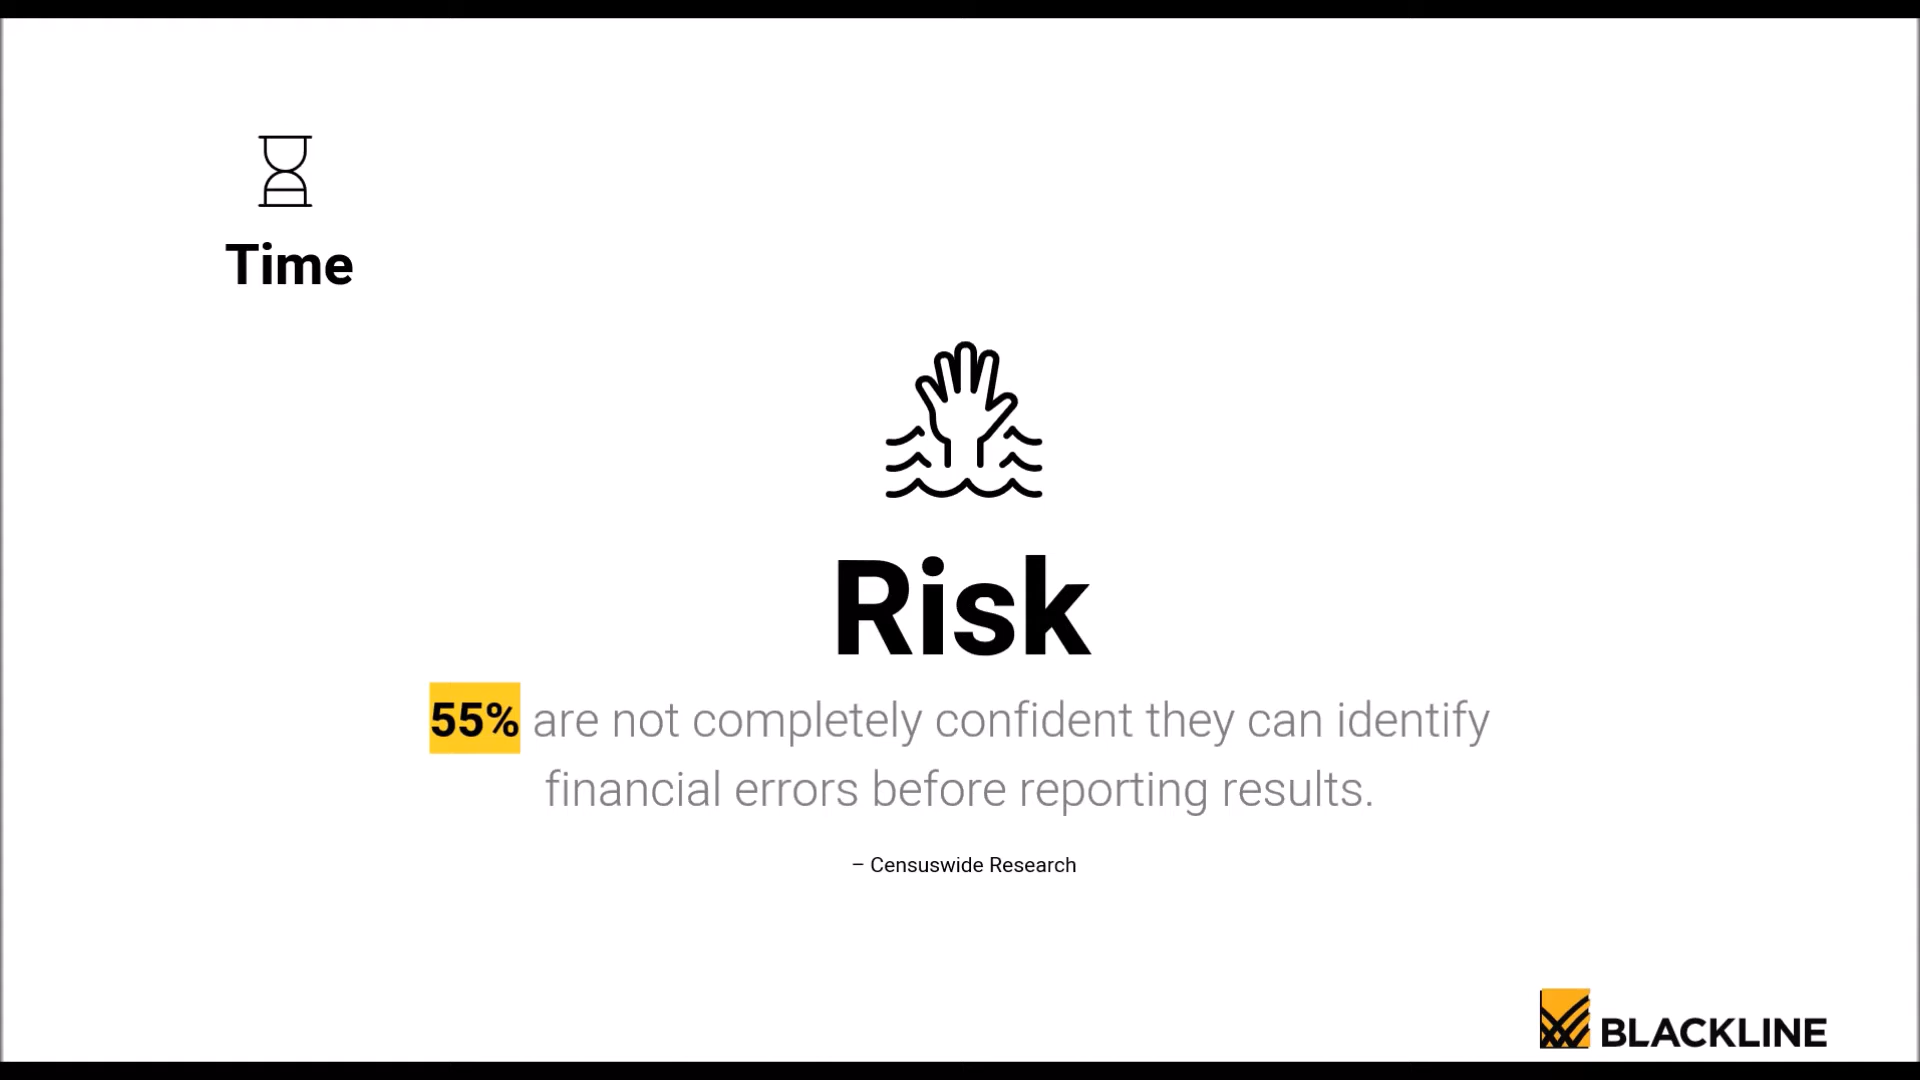 Time
Risk
55% are not completely confident they can identify
financial errors before reporting results.
– Censuswide Research
BLACKLINE